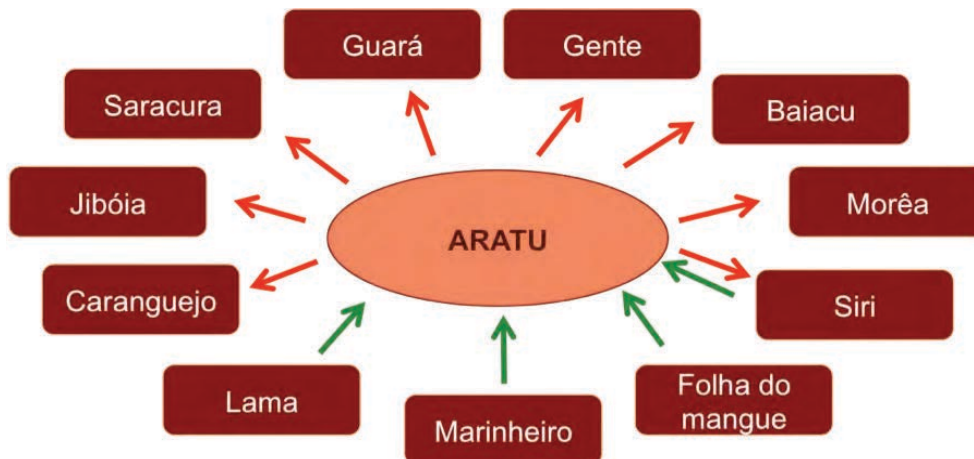 Guará
Gente
Saracura
Baiacu
Jibóia
Morêa
ARATU
Caranguejo
Siri
Lama
Marinheiro
Folha do
mangue